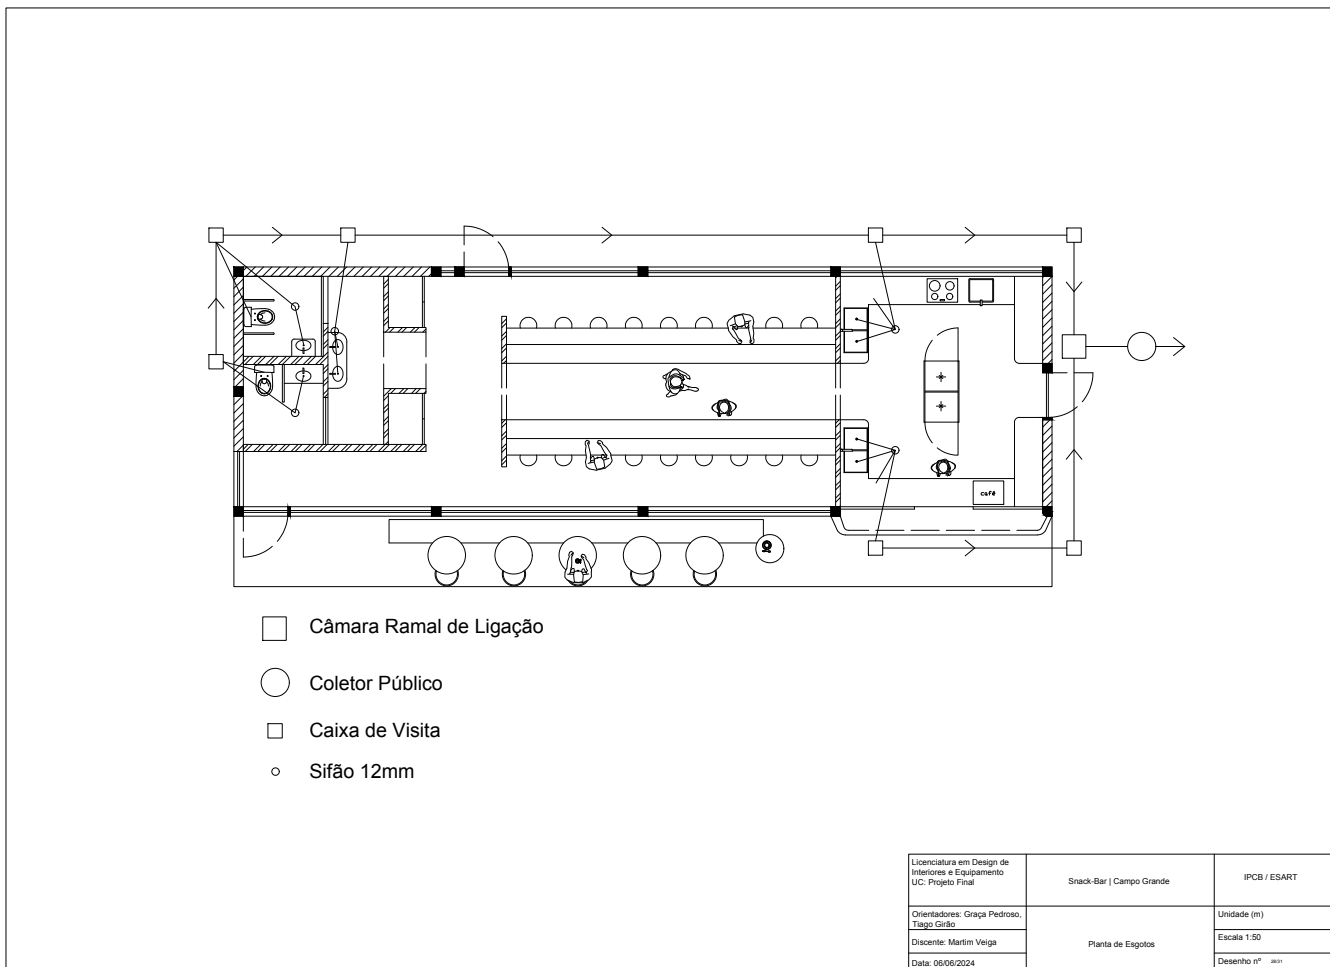 café
Câmara Ramal de Ligação
Coletor Público
Caixa de Visita
Sifão 12mm
Licenciatura em Design de
Interiores e Equipamento
UC: Projeto Final
Snack-Bar | Campo Grande
IPCB / ESART
Orientadores: Graça Pedroso,
Tiago Girão
Discente: Martim Veiga
Data: 06/06/2024
Planta de Esgotos
Unidade (m)
Escala 1:50
Desenho nº